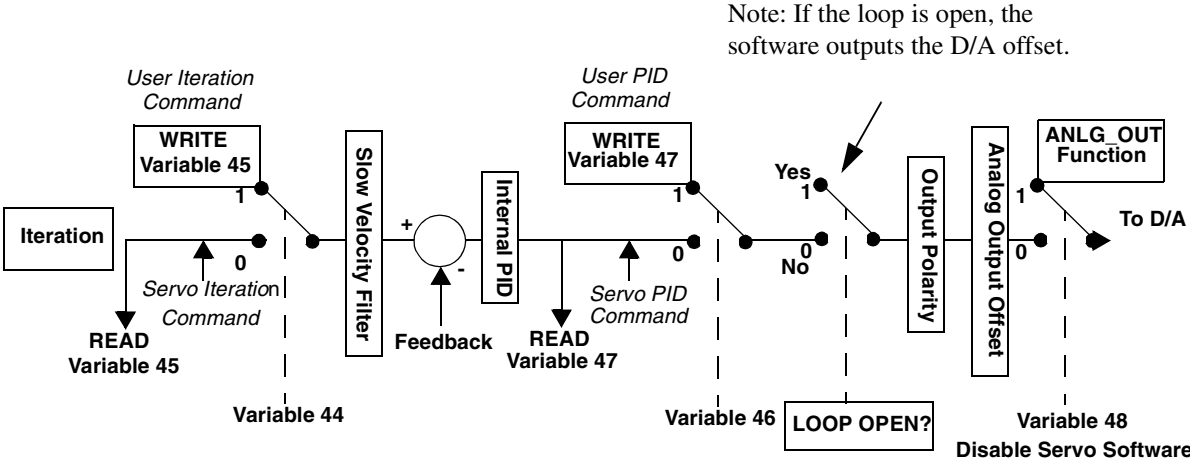 Note: If the loop is open, the
software outputs the D/A offset.
User Iteration
Command
WRITE
Variable 45
1
0
Iteration
Servo Iteration
Command
READ
Variable 45
Variable 44
Slow Velocity Filter
+
-
Feedback
Internal PID
User PID
Command
WRITE
Variable 47
1
0
Servo PID
Command
READ
Variable 47
Variable 46
Yes
1
0
No
LOOP OPEN?
Output Polarity
Analog Output Offset
ANLG_OUT
Function
1
0
To D/A
Variable 48
Disable Servo Software